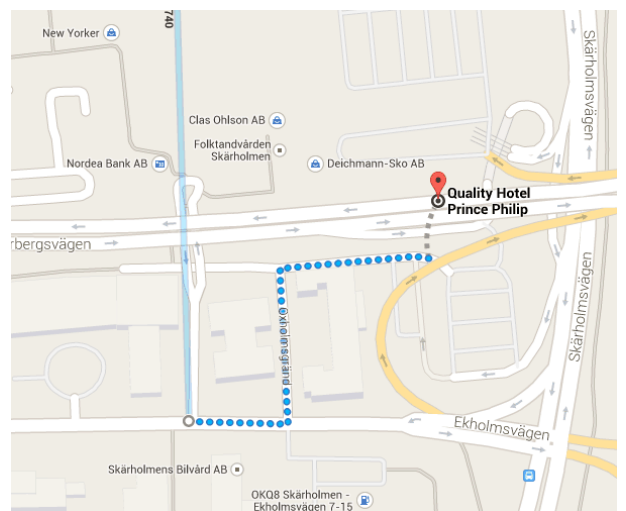 New Yorker
740
Skärholmsvägen
Clas Ohlson AB
Folktandvården
Skärholmen
Nordea Bank AB
Deichmann-Sko AB
Quality Hotel
Prince Philip
rbergsvägen
Skärholmsvägen
Ekholmsvägen
Skärholmens Bilvård AB
OKQ8 Skärholmen -
Ekholmsvägen 7-15